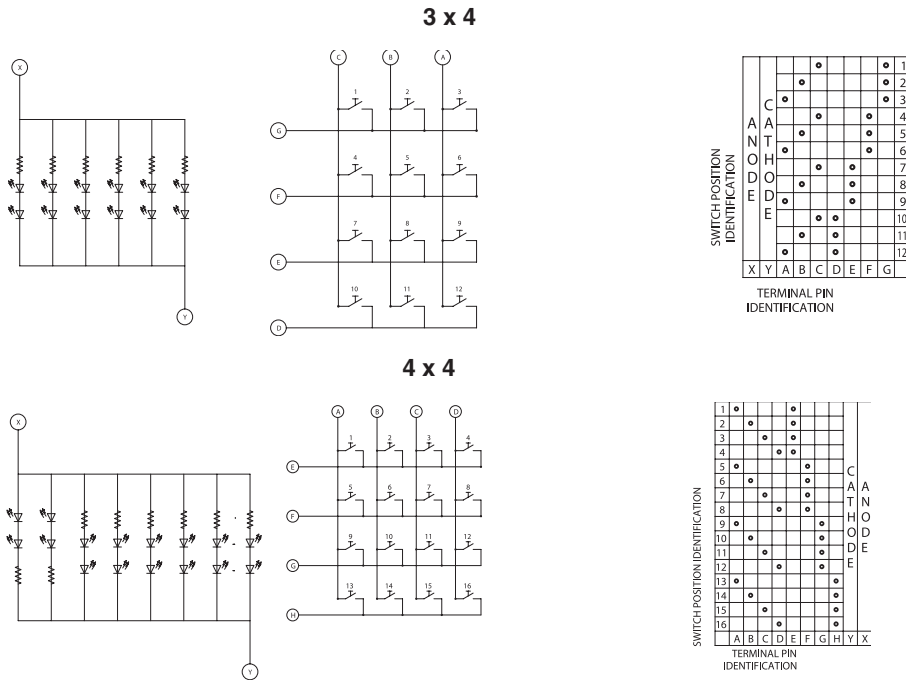 3 x 4
X
C B A
1 2 3
G
4 5 6
F
7 8 9
E
10 11 12
D
Y
SWITCH POSITION
IDENTIFICATION
ANODE
CATHODE
1
2
3
4
5
6
7
8
9
10
11
12
X Y A B C D E F G
TERMINAL PIN
IDENTIFICATION
4 x 4
X
A B C D
1 2 3 4
E
5 6 7 8
F
9 10 11 12
G
13 14 15 16
H
Y
SWITCH POSITION IDENTIFICATION
1
2
3
4
5
6
7
8
9
10
11
12
13
14
15
16
CATHODE
ANODE
A B C D E F G H Y X
TERMINAL PIN
IDENTIFICATION